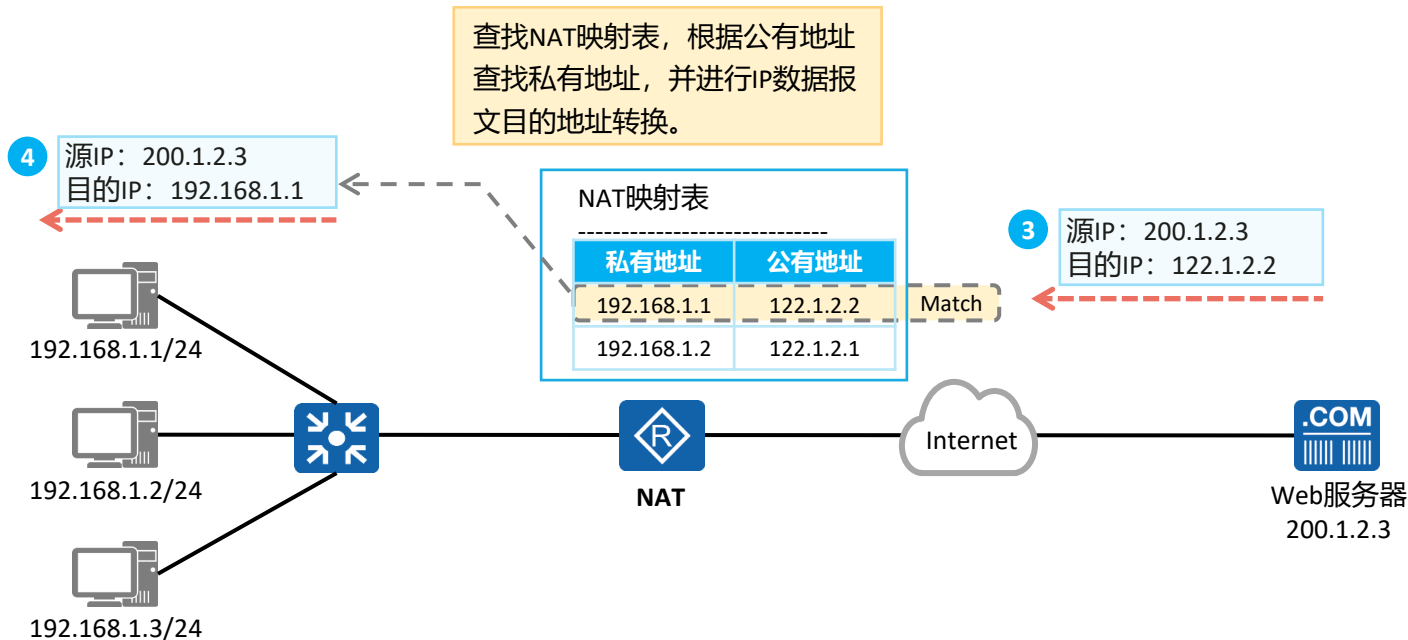 查找NAT映射表，根据公有地址
查找私有地址，并进行IP数据报
文目的地址转换。
4
源IP：200.1.2.3
目的IP：192.168.1.1
NAT映射表
----------------------------
私有地址 公有地址
192.168.1.1 122.1.2.2 Match
192.168.1.2 122.1.2.1
3
源IP：200.1.2.3
目的IP：122.1.2.2
192.168.1.1/24
192.168.1.2/24
192.168.1.3/24
R
NAT
Internet
.COM
Web服务器
200.1.2.3